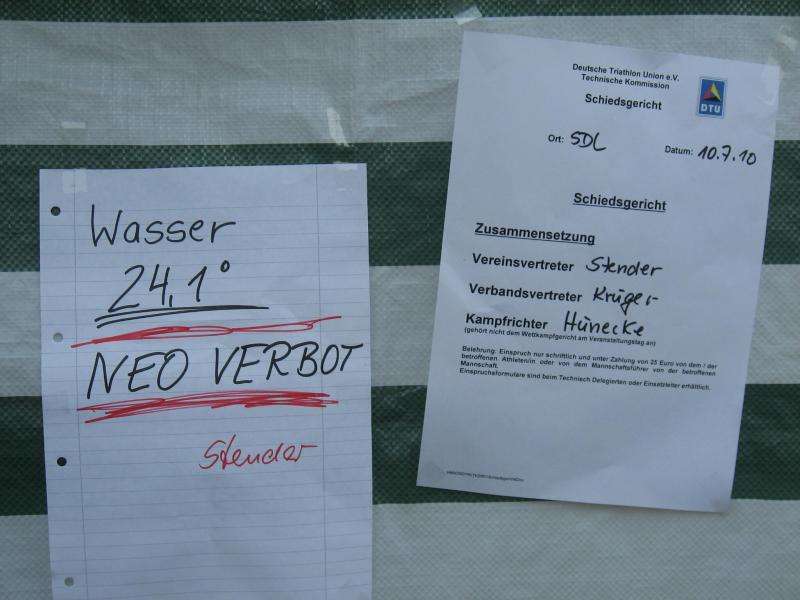 Wasser
24,1°
NEO VERBOT
Stender
Deutsche Triathlon Union e.V.
Technische Kommission
Schiedsgericht
DTU
Ort: SDL
Datum: 10.7.10
Schiedsgericht
Zusammensetzung
Vereinsvertreter Stender
Verbandsvertreter Krüger
Kampfrichter Hünecke
(gehört nicht dem Wettkampfgericht am Veranstaltungstag an)
Belehrung: Einspruch nur schriftlich und unter Zahlung von 25 Euro von dem / der
betroffenen Athleten/in oder von dem Mannschaftsführer von der betroffenen
Mannschaft.
Einspruchsformulare sind beim Technisch Delegierten oder Einsatzleiter erhältlich.